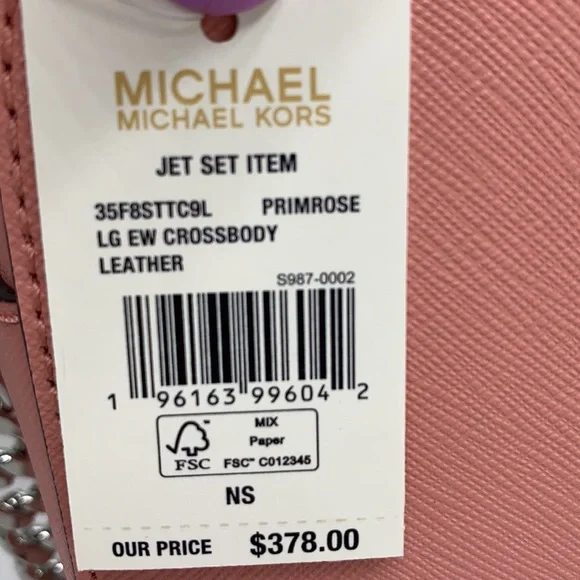 MICHAEL
MICHAEL KORS
JET SET ITEM
35F8STTC9L PRIMROSE
LG EW CROSSBODY
LEATHER
S987-0002
1 96163 99604 2
FSC
MIX
Paper
FSC™ C012345
NS
OUR PRICE $378.00